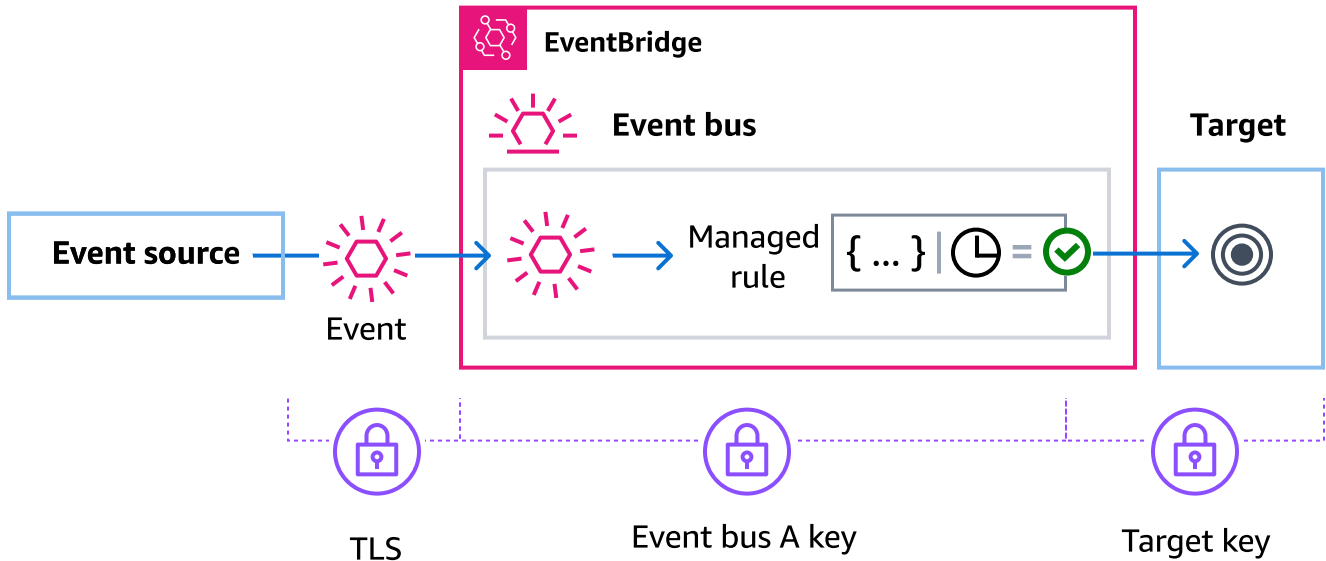 EventBridge
Event bus
Target
Event source
Event
Managed
rule
{ ... } | =
TLS
Event bus A key
Target key